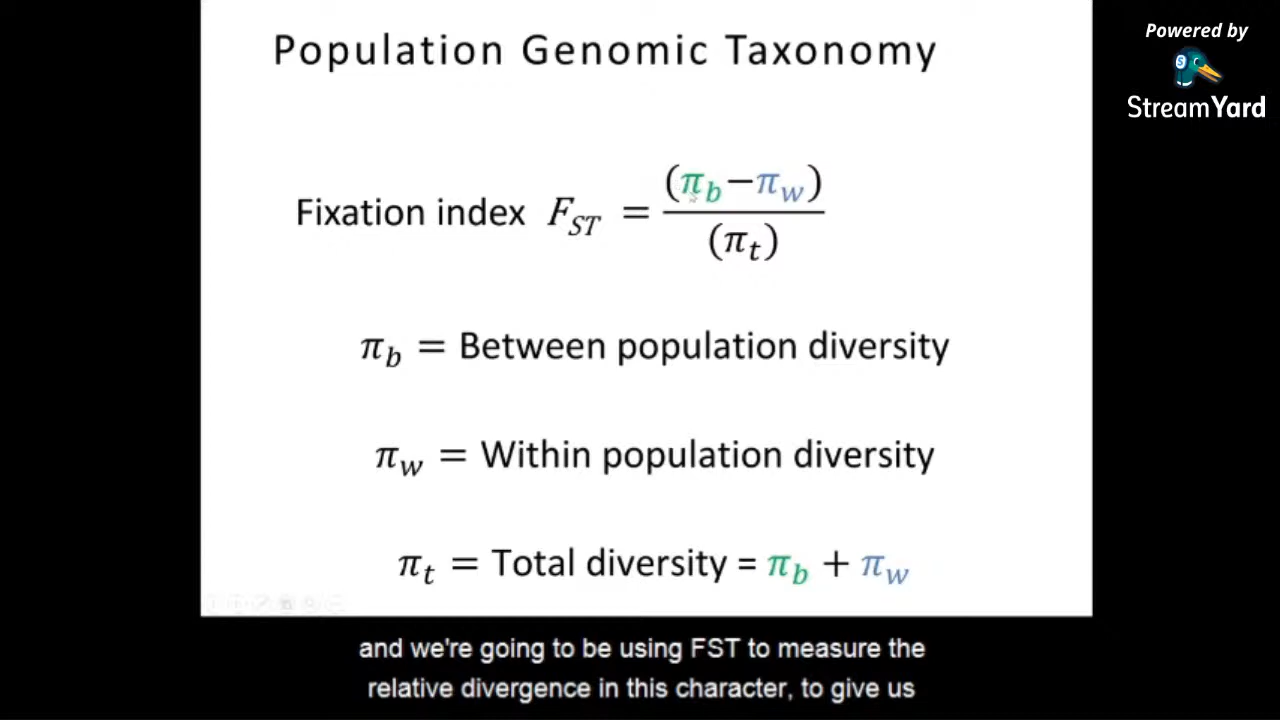 Powered by
StreamYard
Population Genomic Taxonomy
Fixation index F_ST = (π_b − π_w) / (π_t)
π_b = Between population diversity
π_w = Within population diversity
π_t = Total diversity = π_b + π_w
and we're going to be using FST to measure the
relative divergence in this character, to give us